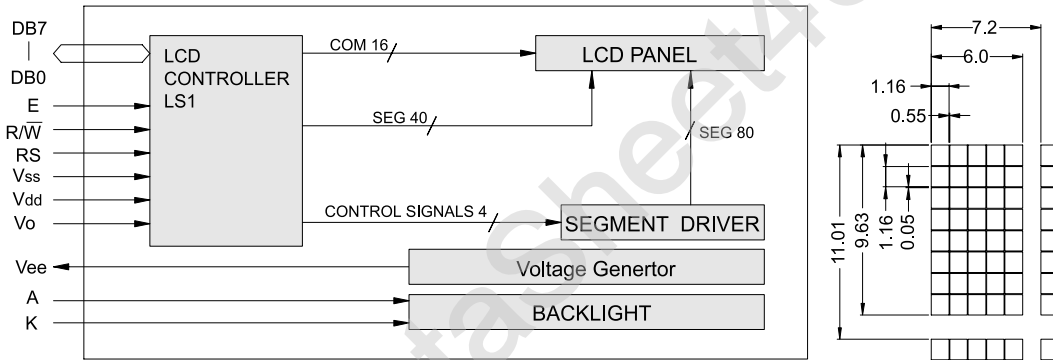 DB7
DB0
E
R/W
RS
Vss
Vdd
Vo
Vee
A
K
LCD
CONTROLLER
LS1
COM 16
SEG 40
CONTROL SIGNALS 4
LCD PANEL
SEG 80
SEGMENT DRIVER
Voltage Genertor
BACKLIGHT
7.2
6.0
1.16
0.55
11.01
9.63
1.16
0.05